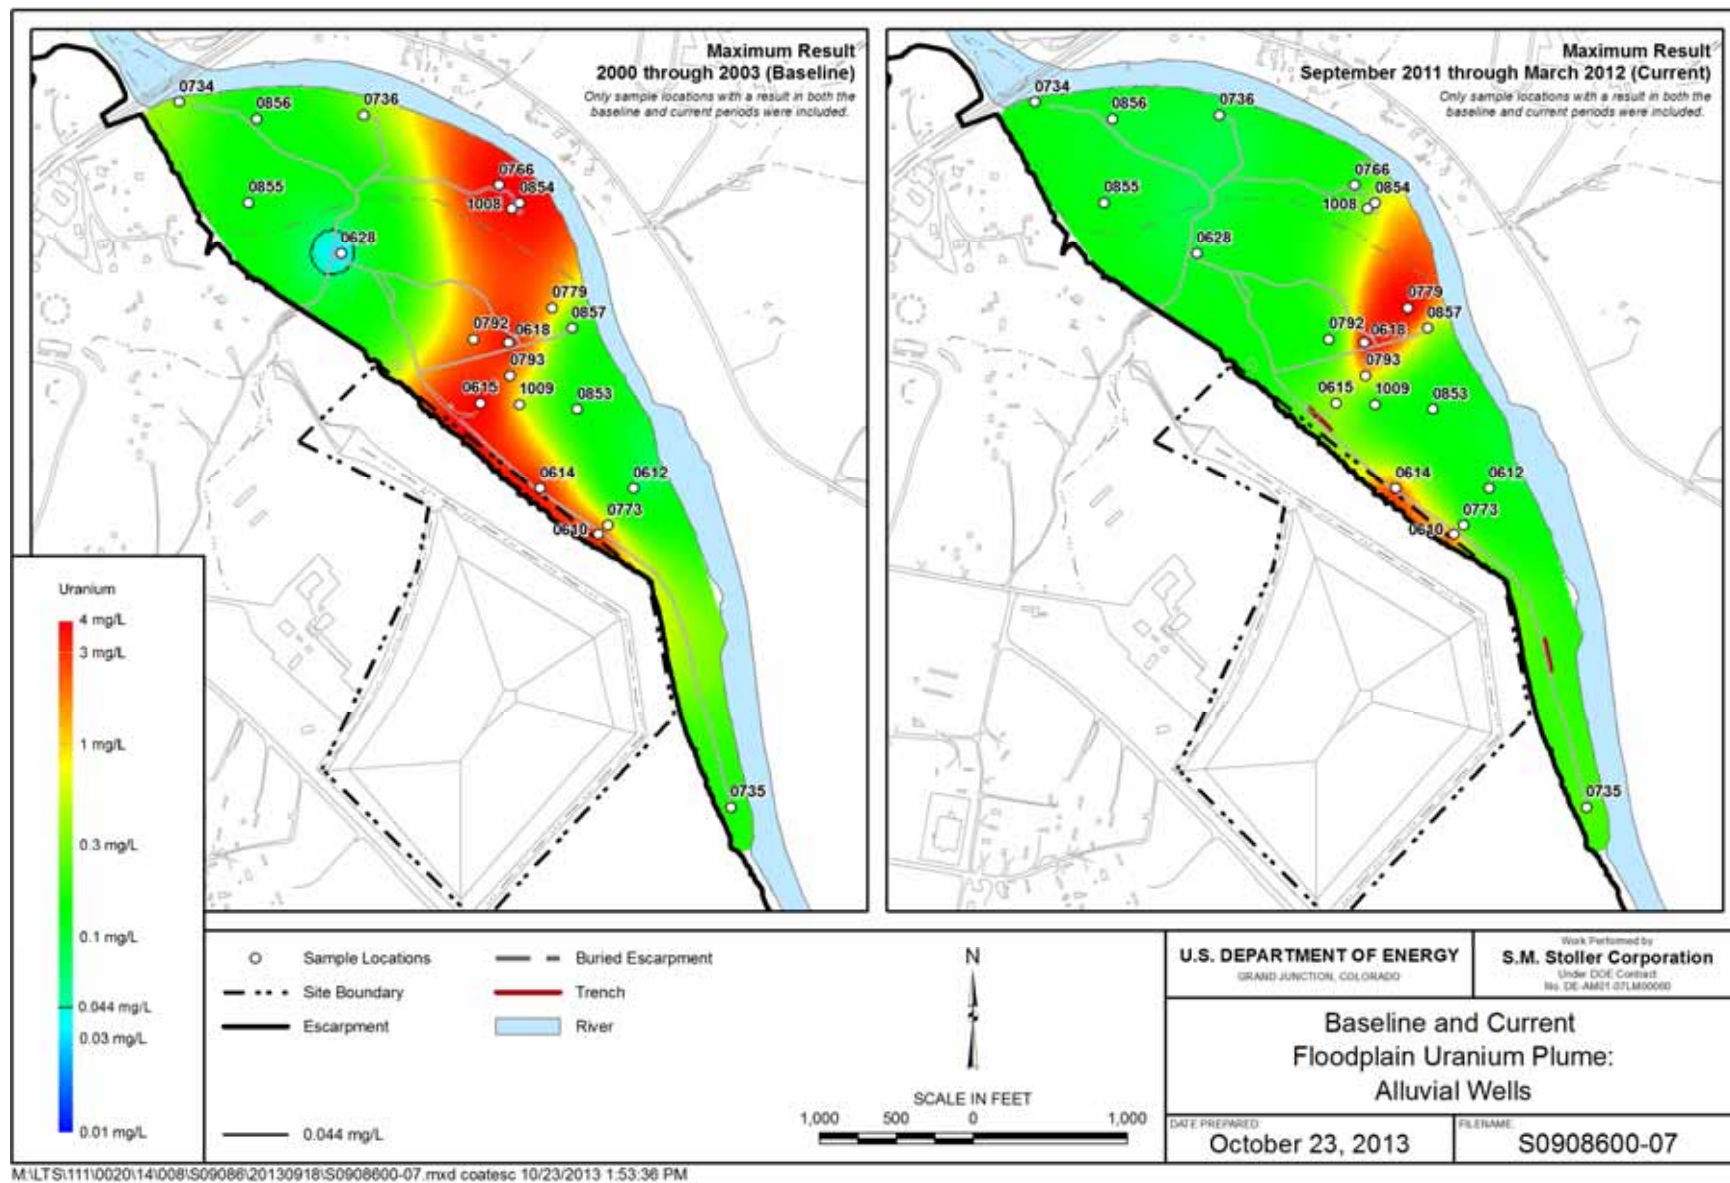 Maximum Result
2000 through 2003 (Baseline)
Only sample locations with a result in both the
baseline and current periods were included.
0734
0856
0736
0766
0854
1008
0855
0628
0779
0857
0792
0618
0793
0615
1009
0853
0614
0612
0773
0610
0735
Maximum Result
September 2011 through March 2012 (Current)
Only sample locations with a result in both the
baseline and current periods were included.
0734
0856
0736
0766
0854
1008
0855
0628
0779
0857
0792
0618
0793
0615
1009
0853
0614
0612
0773
0610
0735
Uranium
4 mg/L
3 mg/L
1 mg/L
0.3 mg/L
0.1 mg/L
0.044 mg/L
0.03 mg/L
0.01 mg/L
Sample Locations
Site Boundary
Escarpment
0.044 mg/L
Buried Escarpment
Trench
River
N
SCALE IN FEET
1,000 500 0 1,000
U.S. DEPARTMENT OF ENERGY
GRAND JUNCTION, COLORADO
Work Performed by
S.M. Stoller Corporation
Under DOE Contract
No. DE-AM01-07LM00060
Baseline and Current
Floodplain Uranium Plume:
Alluvial Wells
DATE PREPARED:
October 23, 2013
FILENAME:
S0908600-07
M:\LTS\111\0020\14\008\S09086\20130918\S0908600-07.mxd coatesc 10/23/2013 1:53:36 PM